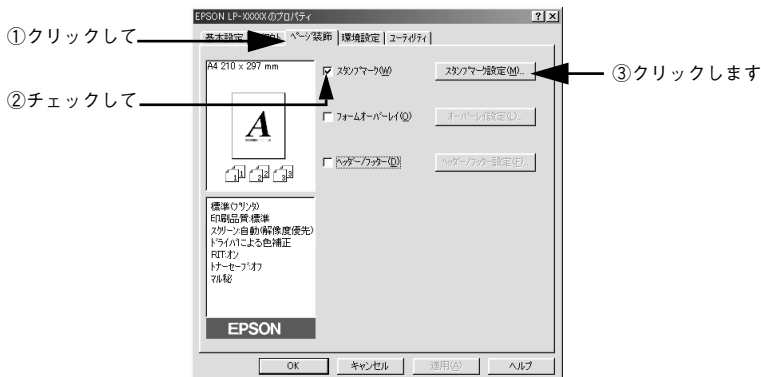 EPSON LP-XXXXXのプロパティ
①クリックして
基本設定
ページ装飾
環境設定
ユーティリティ
A4 210 x 297 mm
スタンプマーク(W)
スタンプマーク設定(M)...
③クリックします
②チェックして
フォームオーバーレイ(O)
オーバーレイ設定(L)...
A
ヘッダー/フッター(D)
ヘッダー/フッター設定(F)...
1 1 2 2 3 3
標準(プリンタ)
印刷品質:標準
スクリーン:自動(解像度優先)
ドライバによる色補正
RIT:オン
トナーセーブ:オフ
マル秘
EPSON
OK
キャンセル
適用(A)
ヘルプ